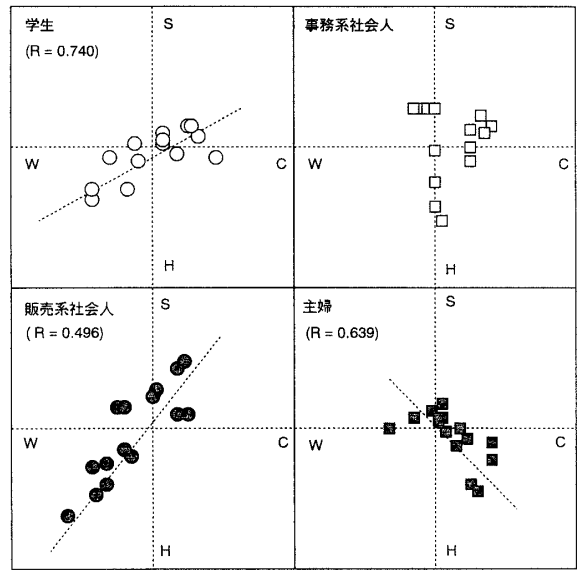 学生
(R = 0.740)
S
W
C
H
事務系社会人
S
W
C
H
販売系社会人
( R = 0.496)
S
W
C
H
主婦
(R = 0.639)
S
W
C
H